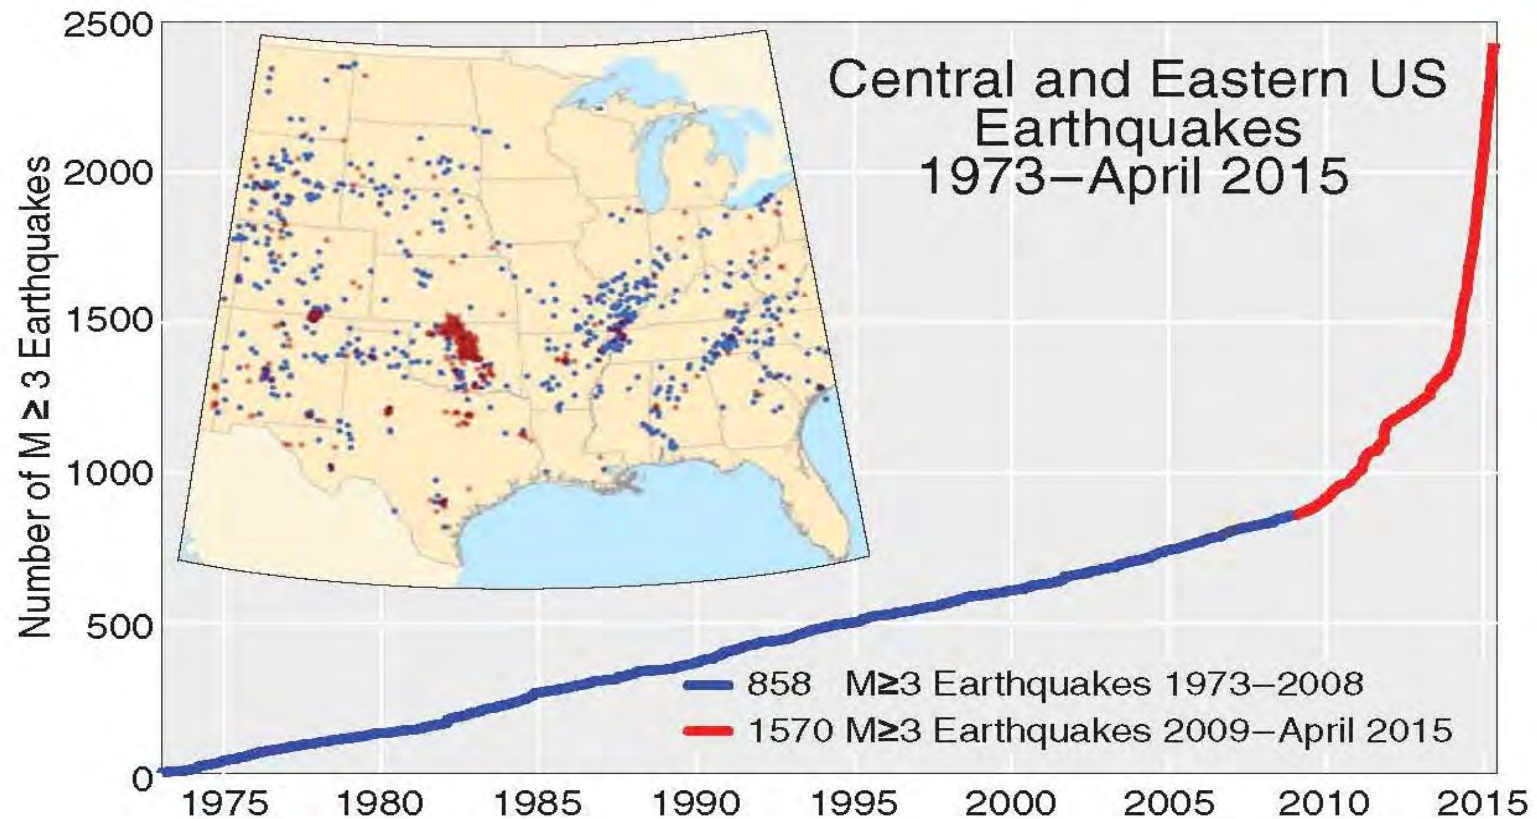 2500
2000
1500
1000
500
0
Number of M ≥ 3 Earthquakes
Central and Eastern US
Earthquakes
1973–April 2015
858 M≥3 Earthquakes 1973–2008
1570 M≥3 Earthquakes 2009–April 2015
1975 1980 1985 1990 1995 2000 2005 2010 2015